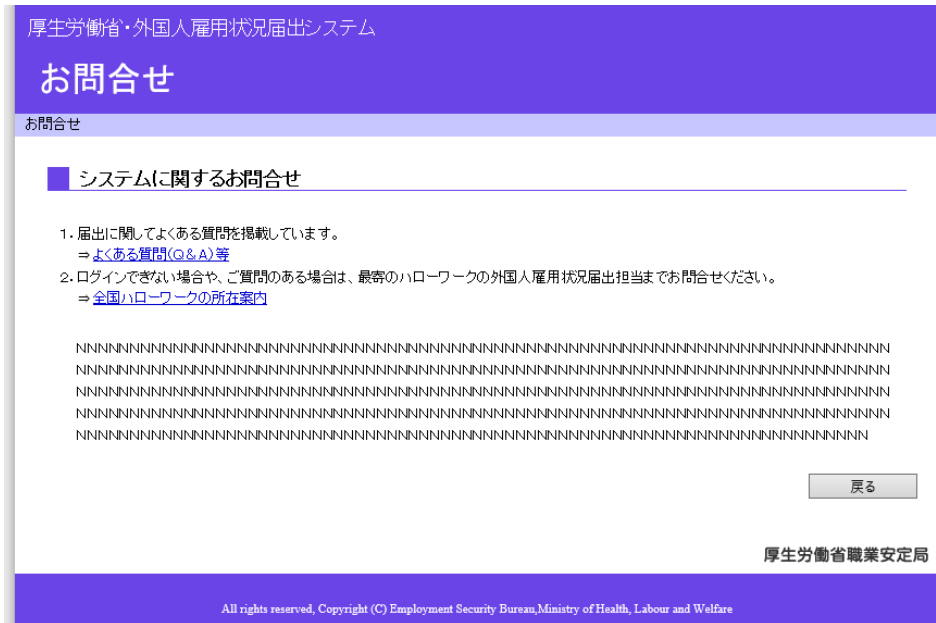 厚生労働省・外国人雇用状況届出システム
お問合せ
お問合せ
システムに関するお問合せ
1．届出に関してよくある質問を掲載しています。
⇒よくある質問(Q＆A)等
2．ログインできない場合や、ご質問のある場合は、最寄のハローワークの外国人雇用状況届出担当までお問合せください。
⇒全国ハローワークの所在案内
NNNNNNNNNNNNNNNNNNNNNNNNNNNNNNNNNNNNNNNNNNNNNNNNNNNNNNNNNNNNNNNNNNNNNNNNNNNNN
NNNNNNNNNNNNNNNNNNNNNNNNNNNNNNNNNNNNNNNNNNNNNNNNNNNNNNNNNNNNNNNNNNNNNNNNNNNNN
NNNNNNNNNNNNNNNNNNNNNNNNNNNNNNNNNNNNNNNNNNNNNNNNNNNNNNNNNNNNNNNNNNNNNNNNNNNNN
NNNNNNNNNNNNNNNNNNNNNNNNNNNNNNNNNNNNNNNNNNNNNNNNNNNNNNNNNNNNNNNNNNNNNNNNNNNNN
NNNNNNNNNNNNNNNNNNNNNNNNNNNNNNNNNNNNNNNNNNNNNNNNNNNNNNNNNNNNNNNNNNNNNNNNNNN
戻る
厚生労働省職業安定局
All rights reserved, Copyright (C) Employment Security Bureau,Ministry of Health, Labour and Welfare